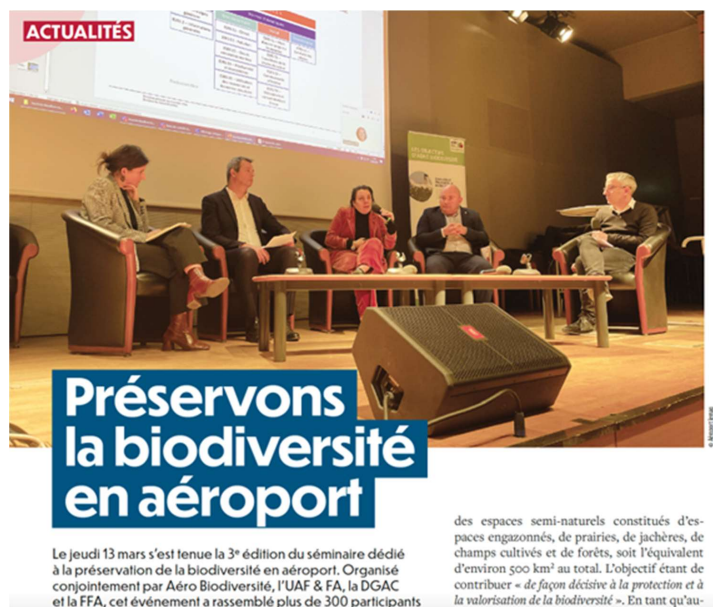 ACTUALITÉS
Préservons
la biodiversité
en aéroport
Le jeudi 13 mars s'est tenue la 3e édition du séminaire dédié
à la préservation de la biodiversité en aéroport. Organisé
conjointement par Aéro Biodiversité, l'UAF & FA, la DGAC
et la FFA, cet événement a rassemblé plus de 300 participants
des espaces semi-naturels constitués d'es-
paces engazonnés, de prairies, de jachères, de
champs cultivés et de forêts, soit l'équivalent
d'environ 500 km² au total. L'objectif étant de
contribuer « de façon décisive à la protection et à
la valorisation de la biodiversité ». En tant qu'au-